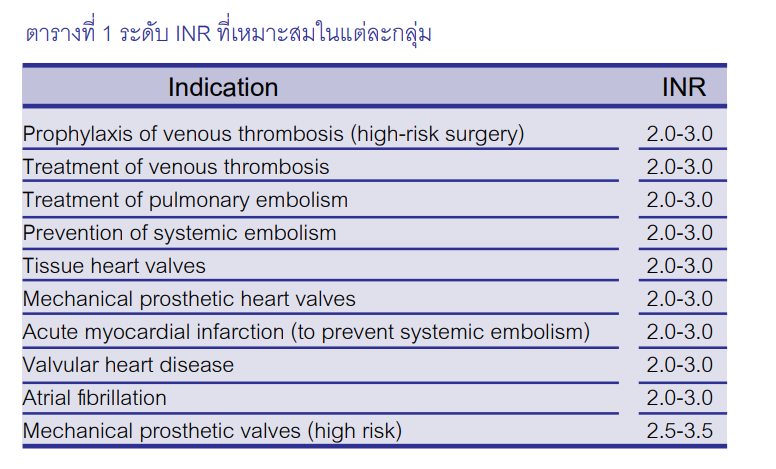 ตารางที่ 1 ระดับ INR ที่เหมาะสมในแต่ละกลุ่ม
Indication INR
Prophylaxis of venous thrombosis (high-risk surgery) 2.0-3.0
Treatment of venous thrombosis 2.0-3.0
Treatment of pulmonary embolism 2.0-3.0
Prevention of systemic embolism 2.0-3.0
Tissue heart valves 2.0-3.0
Mechanical prosthetic heart valves 2.0-3.0
Acute myocardial infarction (to prevent systemic embolism) 2.0-3.0
Valvular heart disease 2.0-3.0
Atrial fibrillation 2.0-3.0
Mechanical prosthetic valves (high risk) 2.5-3.5